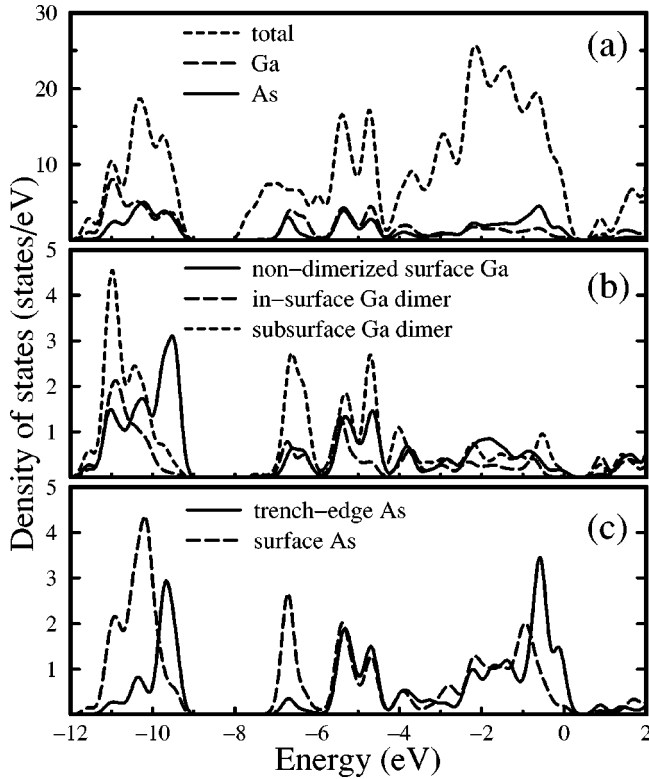 30
total
(a)
Ga
20
As
10
5
non-dimerized surface Ga
(b)
in-surface Ga dimer
4
subsurface Ga dimer
3
2
1
5
trench-edge As
(c)
surface As
4
3
2
1
−12 −10 −8 −6 −4 −2 0 2
Energy (eV)
Density of states (states/eV)